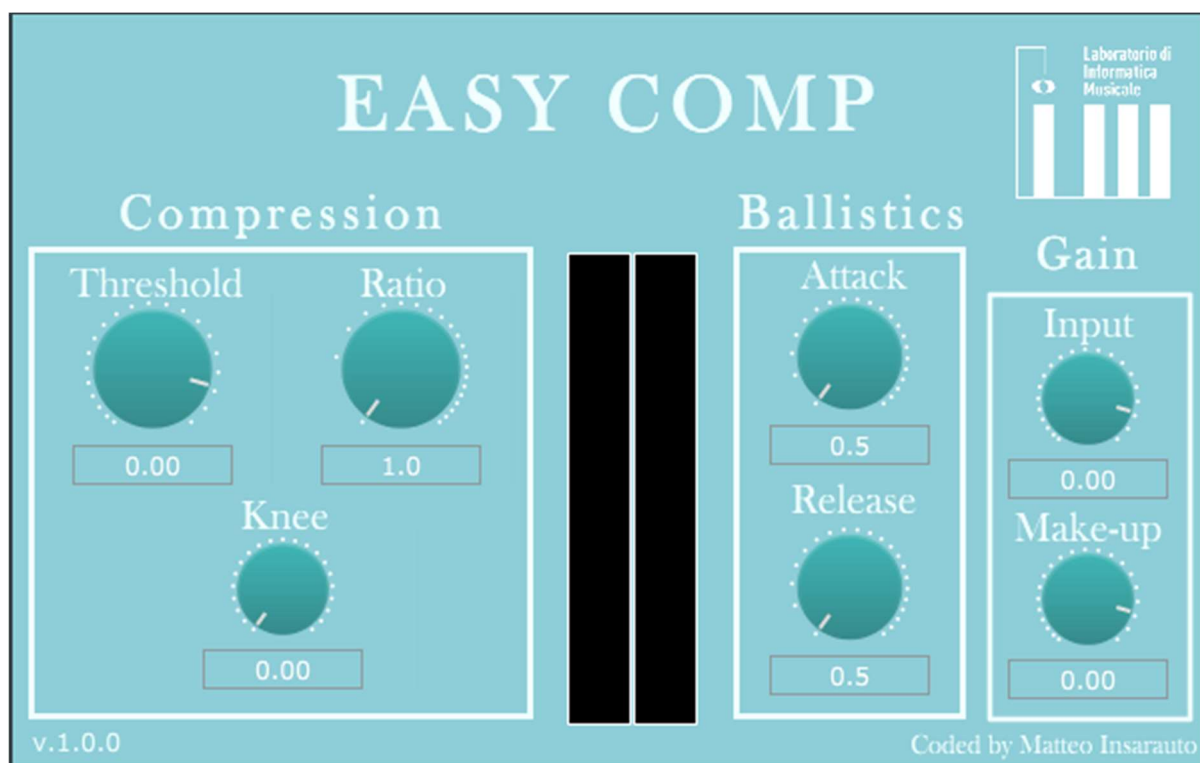 EASY COMP
Laboratorio di
Informatica
Musicale
Compression
Threshold
Ratio
0.00
1.0
Knee
0.00
Ballistics
Attack
0.5
Release
0.5
Gain
Input
0.00
Make-up
0.00
v.1.0.0
Coded by Matteo Insarauto